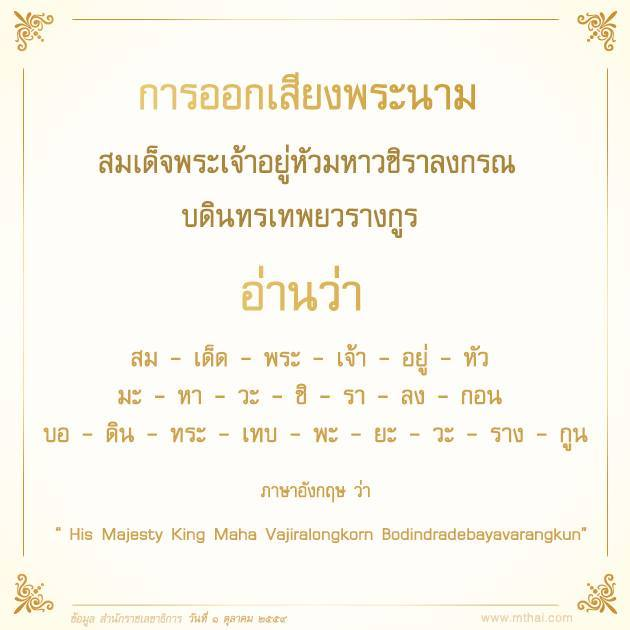 การออกเสียงพระนาม
สมเด็จพระเจ้าอยู่หัวมหาวชิราลงกรณ
บดินทรเทพยวรางกูร
อ่านว่า
สม - เด็ด - พระ - เจ้า - อยู่ - หัว
มะ - หา - วะ - ชิ - รา - ลง - กอน
บอ - ดิน - ทระ - เทบ - พะ - ยะ - วะ - ราง - กูน
ภาษาอังกฤษ ว่า
“ His Majesty King Maha Vajiralongkorn Bodindradebayavarangkun”
ข้อมูล สำนักราชเลขาธิการ วันที่ ๑ ตุลาคม ๒๕๕๙
www.mthai.com